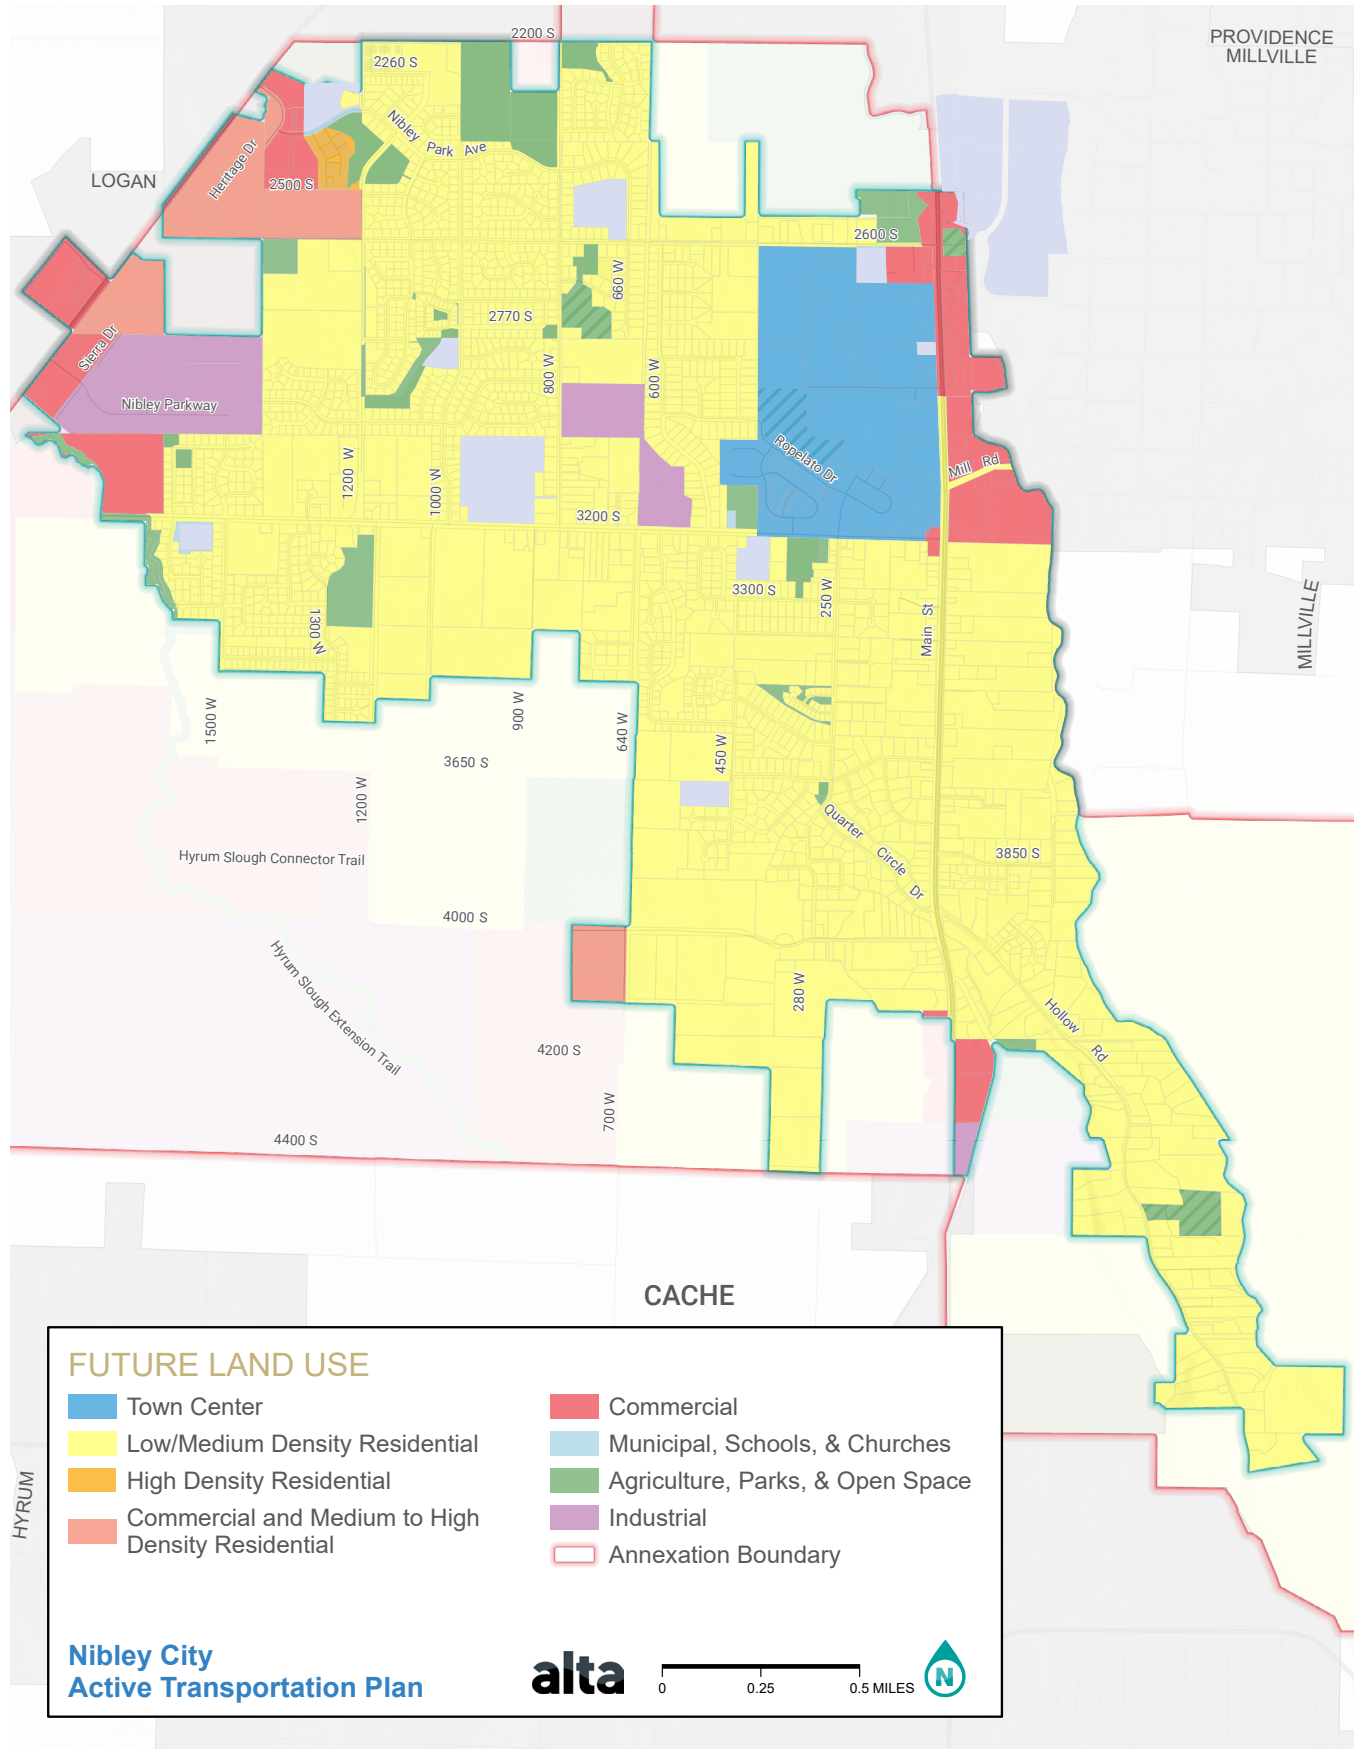 2200 S
PROVIDENCE
MILLVILLE
2260 S
Nibley Park Ave
LOGAN
Heritage Dr
2500 S
2600 S
660 W
2770 S
Sierra Dr
800 W
600 W
Nibley Parkway
Ropelato Dr
Mill Rd
1200 W
1000 W
3200 S
3300 S
250 W
Main St
MILLVILLE
1300 W
1500 W
900 W
640 W
450 W
3650 S
1200 W
Quarter Circle Dr
3850 S
Hyrum Slough Connector Trail
4000 S
Hyrum Slough Extension Trail
280 W
Hollow Rd
4200 S
700 W
4400 S
CACHE
HYRUM
FUTURE LAND USE
Town Center
Low/Medium Density Residential
High Density Residential
Commercial and Medium to High
Density Residential
Commercial
Municipal, Schools, & Churches
Agriculture, Parks, & Open Space
Industrial
Annexation Boundary
Nibley City
Active Transportation Plan
alta
0 0.25 0.5 MILES
N